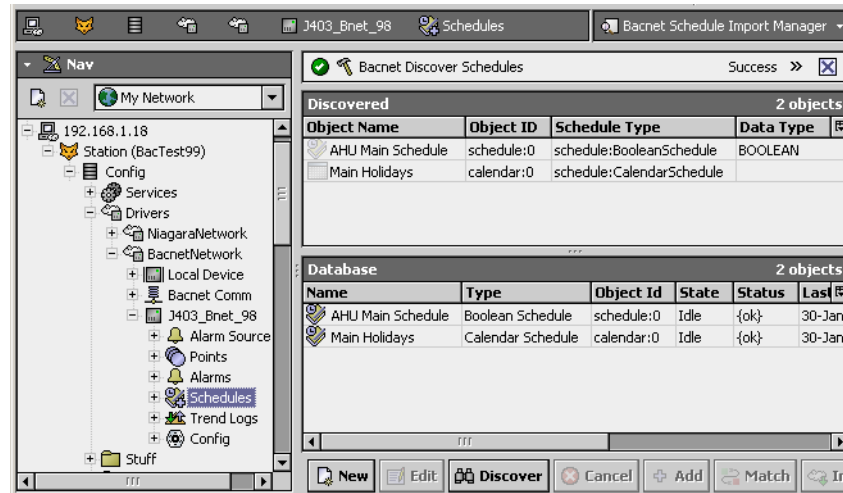 J403_Bnet_98 Schedules Bacnet Schedule Import Manager
Nav
My Network
192.168.1.18
Station (BacTest99)
Config
Services
Drivers
NiagaraNetwork
BacnetNetwork
Local Device
Bacnet Comm
J403_Bnet_98
Alarm Source
Points
Alarms
Schedules
Trend Logs
Config
Stuff
Bacnet Discover Schedules Success »
Discovered 2 objects
Object Name Object ID Schedule Type Data Type
AHU Main Schedule schedule:0 schedule:BooleanSchedule BOOLEAN
Main Holidays calendar:0 schedule:CalendarSchedule
Database 2 objects
Name Type Object Id State Status Last
AHU Main Schedule Boolean Schedule schedule:0 Idle {ok} 30-Jan
Main Holidays Calendar Schedule calendar:0 Idle {ok} 30-Jan
New Edit Discover Cancel Add Match